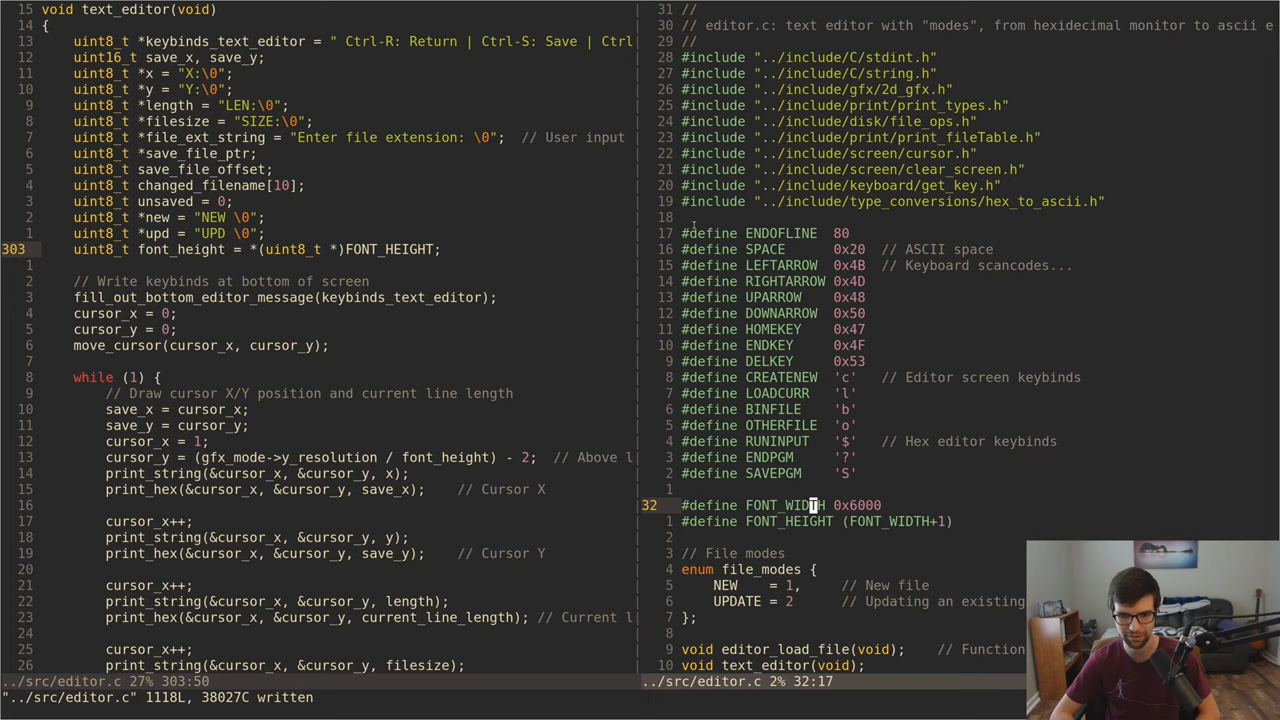 15 void text_editor(void)
14 {
13     uint8_t *keybinds_text_editor = " Ctrl-R: Return | Ctrl-S: Save | Ctrl
12     uint16_t save_x, save_y;
11     uint8_t *x = "X:\0";
10     uint8_t *y = "Y:\0";
9     uint8_t *length = "LEN:\0";
8     uint8_t *filesize = "SIZE:\0";
7     uint8_t *file_ext_string = "Enter file extension: \0";  // User input
6     uint8_t *save_file_ptr;
5     uint8_t save_file_offset;
4     uint8_t changed_filename[10];
3     uint8_t unsaved = 0;
2     uint8_t *new = "NEW \0";
1     uint8_t *upd = "UPD \0";
303     uint8_t font_height = *(uint8_t *)FONT_HEIGHT;
1
2     // Write keybinds at bottom of screen
3     fill_out_bottom_editor_message(keybinds_text_editor);
4     cursor_x = 0;
5     cursor_y = 0;
6     move_cursor(cursor_x, cursor_y);
7
8     while (1) {
9         // Draw cursor X/Y position and current line length
10         save_x = cursor_x;
11         save_y = cursor_y;
12         cursor_x = 1;
13         cursor_y = (gfx_mode->y_resolution / font_height) - 2;  // Above l
14         print_string(&cursor_x, &cursor_y, x);
15         print_hex(&cursor_x, &cursor_y, save_x);    // Cursor X
16
17         cursor_x++;
18         print_string(&cursor_x, &cursor_y, y);
19         print_hex(&cursor_x, &cursor_y, save_y);    // Cursor Y
20
21         cursor_x++;
22         print_string(&cursor_x, &cursor_y, length);
23         print_hex(&cursor_x, &cursor_y, current_line_length); // Current l
24
25         cursor_x++;
26         print_string(&cursor_x, &cursor_y, filesize);
../src/editor.c 27% 303:50
"../src/editor.c" 1118L, 38027C written
31 //
30 // editor.c: text editor with "modes", from hexidecimal monitor to ascii e
29 //
28 #include "../include/C/stdint.h"
27 #include "../include/C/string.h"
26 #include "../include/gfx/2d_gfx.h"
25 #include "../include/print/print_types.h"
24 #include "../include/disk/file_ops.h"
23 #include "../include/print/print_fileTable.h"
22 #include "../include/screen/cursor.h"
21 #include "../include/screen/clear_screen.h"
20 #include "../include/keyboard/get_key.h"
19 #include "../include/type_conversions/hex_to_ascii.h"
18
17 #define ENDOFLINE  80
16 #define SPACE      0x20  // ASCII space
15 #define LEFTARROW  0x4B  // Keyboard scancodes...
14 #define RIGHTARROW 0x4D
13 #define UPARROW    0x48
12 #define DOWNARROW  0x50
11 #define HOMEKEY    0x47
10 #define ENDKEY     0x4F
9 #define DELKEY     0x53
8 #define CREATENEW  'c'   // Editor screen keybinds
7 #define LOADCURR   'l'
6 #define BINFILE    'b'
5 #define OTHERFILE  'o'
4 #define RUNINPUT   '$'   // Hex editor keybinds
3 #define ENDPGM     '?'
2 #define SAVEPGM    'S'
1
32 #define FONT_WIDTH 0x6000
1 #define FONT_HEIGHT (FONT_WIDTH+1)
2
3 // File modes
4 enum file_modes {
5     NEW    = 1,     // New file
6     UPDATE = 2      // Updating an existing
7 };
8
9 void editor_load_file(void);    // Function
10 void text_editor(void);
../src/editor.c 2% 32:17